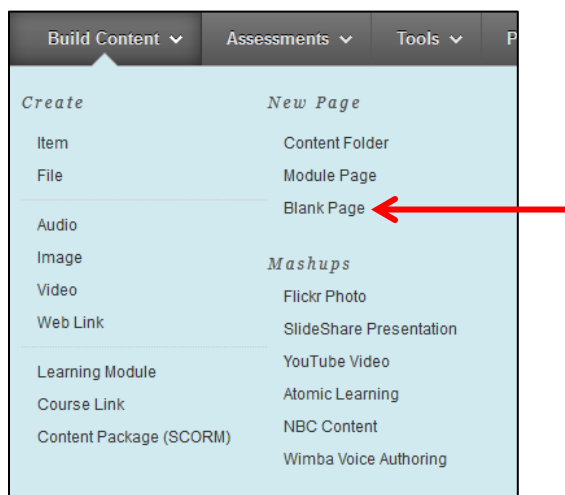 Build Content Assessments Tools P
Create
Item
File
Audio
Image
Video
Web Link
Learning Module
Course Link
Content Package (SCORM)
New Page
Content Folder
Module Page
Blank Page
Mashups
Flickr Photo
SlideShare Presentation
YouTube Video
Atomic Learning
NBC Content
Wimba Voice Authoring